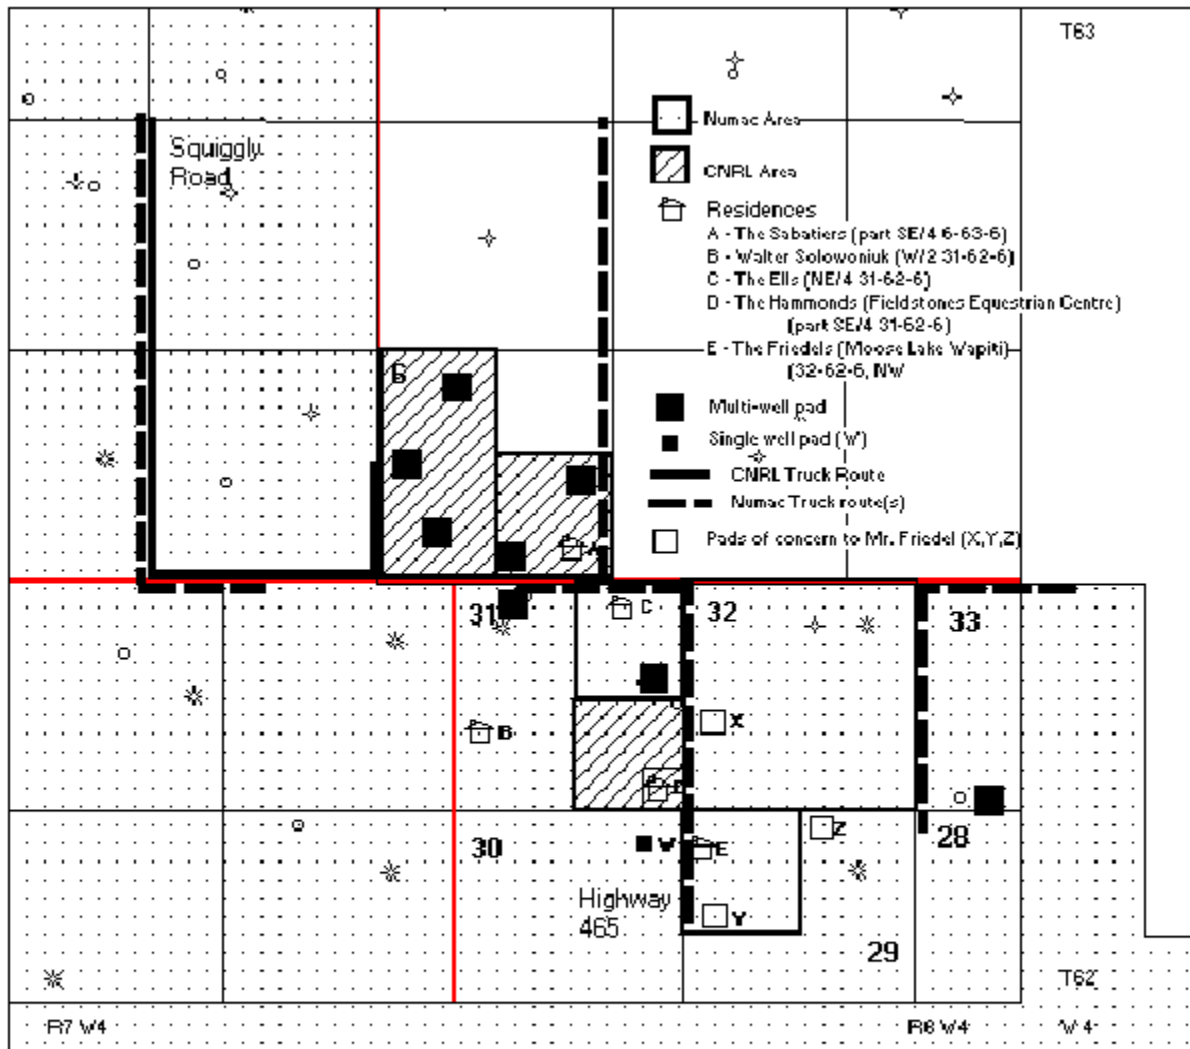 T63
Squiggly
Road
Numac Area
CNRL Area
Residences
A - The Sabatiers (part SE/4 6-63-6)
B - Walter Solowoniuk (W/2 31-62-6)
C - The Ells (NE/4 31-62-6)
D - The Hammonds (Fieldstones Equestrian Centre)
(part SE/4 31-62-6)
E - The Friedels (Moose Lake Wapiti)
(32-62-6, NW
6
Multi-well pad
Single well pad ('W')
CNRL Truck Route
Numac Truck route(s)
Pads of concern to Mr. Friedel (X,Y,Z)
A
31
C
32
33
X
B
30
W
E
Z
28
Highway
465
Y
29
T62
R7 W4
R6 W4
W4